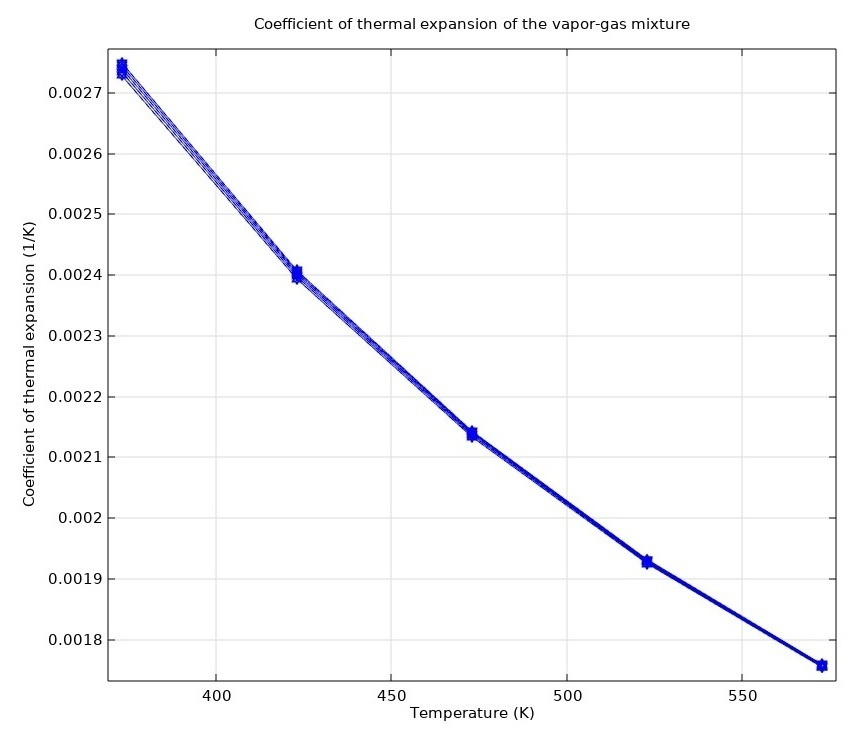 Coefficient of thermal expansion of the vapor-gas mixture
Coefficient of thermal expansion (1/K)
0.0027
0.0026
0.0025
0.0024
0.0023
0.0022
0.0021
0.002
0.0019
0.0018
400 450 500 550
Temperature (K)